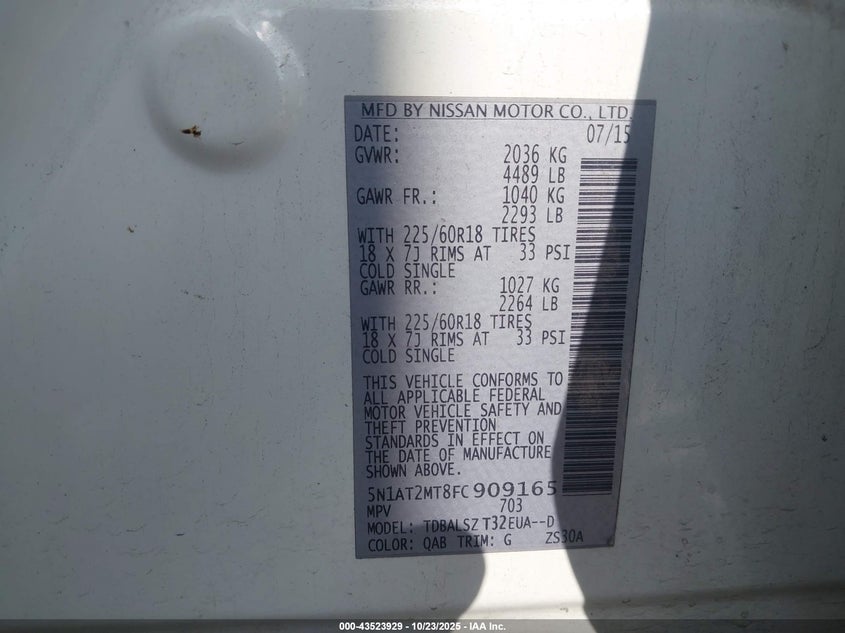 MFD BY NISSAN MOTOR CO., LTD.
DATE: 07/15
GVWR: 2036 KG
4489 LB
GAWR FR.: 1040 KG
2293 LB
WITH 225/60R18 TIRES
18 X 7J RIMS AT 33 PSI
COLD SINGLE
GAWR RR.: 1027 KG
2264 LB
WITH 225/60R18 TIRES
18 X 7J RIMS AT 33 PSI
COLD SINGLE
THIS VEHICLE CONFORMS TO
ALL APPLICABLE FEDERAL
MOTOR VEHICLE SAFETY AND
THEFT PREVENTION
STANDARDS IN EFFECT ON
THE DATE OF MANUFACTURE
SHOWN ABOVE.
5N1AT2MT8FC909165
MPV 703
MODEL: TDBALSZ T32EUA--D
COLOR: QAB TRIM: G ZS30A
000-43523929 - 10/23/2025 - IAA Inc.